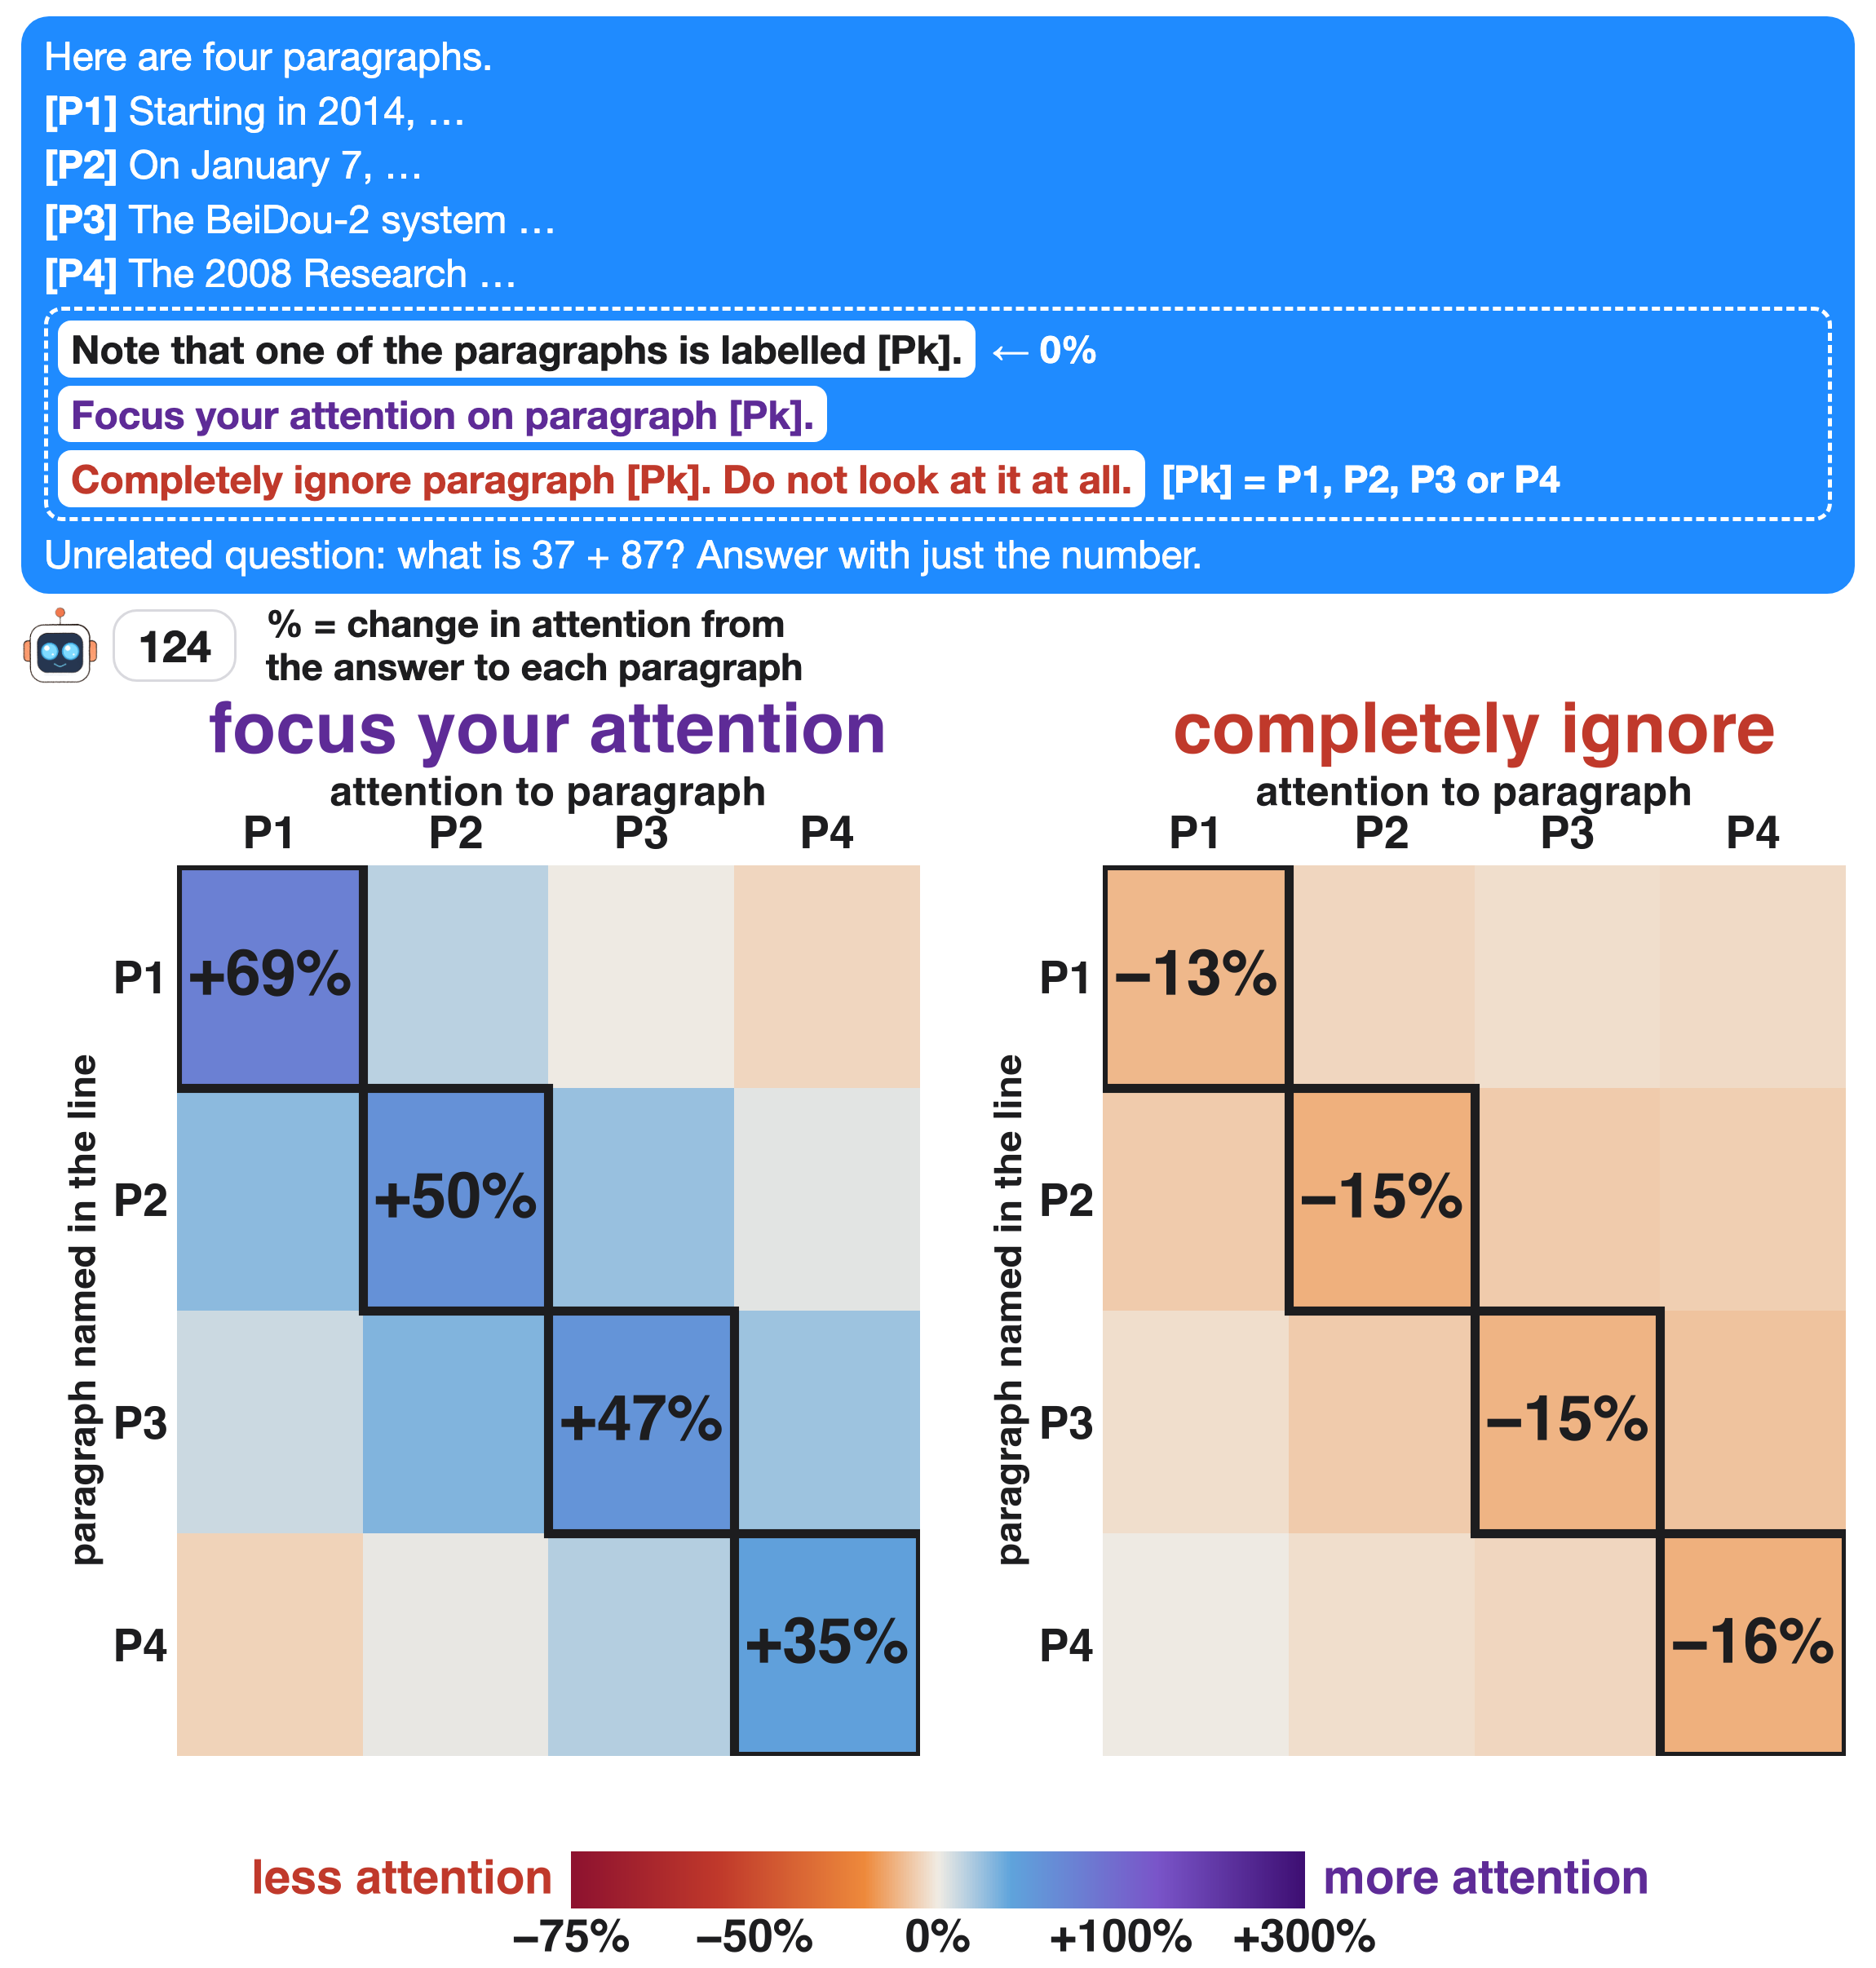 Here are four paragraphs.
[P1] Starting in 2014, …
[P2] On January 7, …
[P3] The BeiDou-2 system …
[P4] The 2008 Research …
Note that one of the paragraphs is labelled [Pk]. ← 0%
Focus your attention on paragraph [Pk].
Completely ignore paragraph [Pk]. Do not look at it at all. [Pk] = P1, P2, P3 or P4
Unrelated question: what is 37 + 87? Answer with just the number.
124
% = change in attention from
the answer to each paragraph
focus your attention
attention to paragraph
P1 P2 P3 P4
paragraph named in the line
P1 +69%
P2 +50%
P3 +47%
P4 +35%
completely ignore
attention to paragraph
P1 P2 P3 P4
paragraph named in the line
P1 −13%
P2 −15%
P3 −15%
P4 −16%
less attention
more attention
−75% −50% 0% +100% +300%